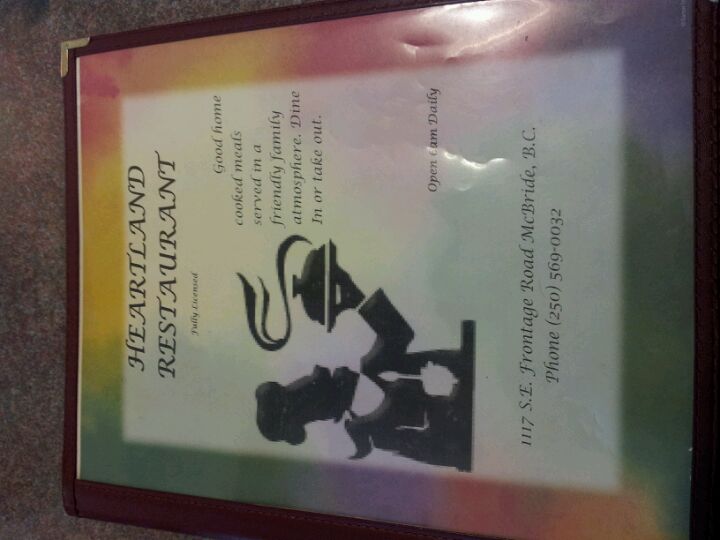 HEARTLAND
RESTAURANT
Fully Licensed
Good home
cooked meals
served in a
friendly family
atmosphere. Dine
In or take out.
Open Daily
1117 S.E. Frontage Road McBride, B.C.
Phone (250) 569-0032